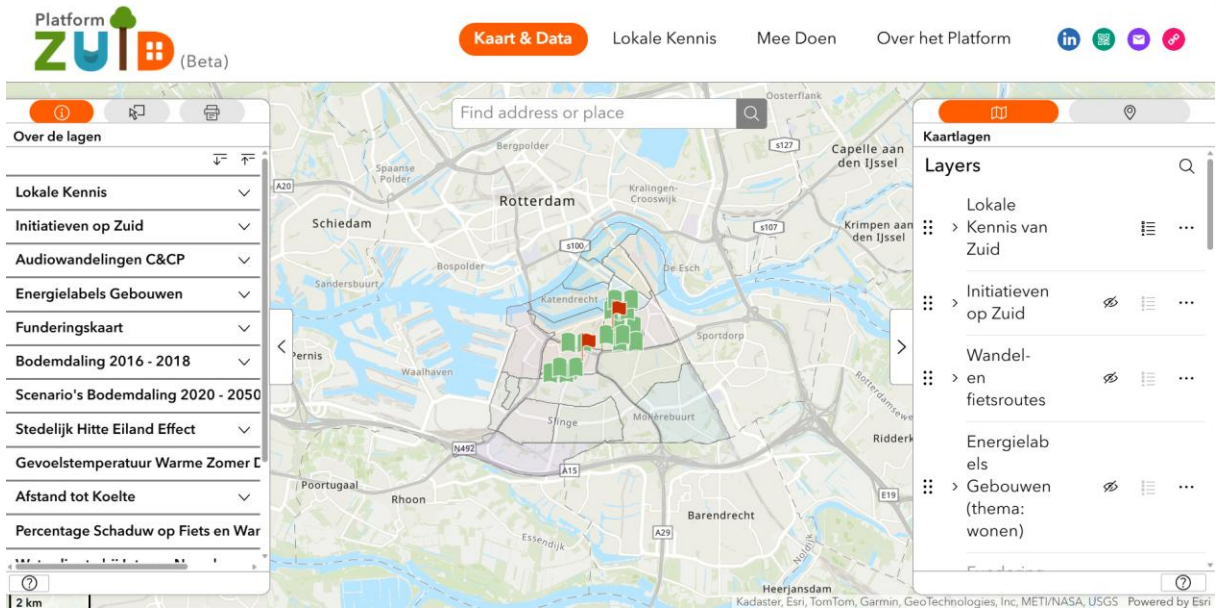 Platform
ZUID
(Beta)
Kaart & Data
Lokale Kennis
Mee Doen
Over het Platform
Over de lagen
Lokale Kennis
Initiatieven op Zuid
Audiowandelingen C&CP
Energielabels Gebouwen
Funderingskaart
Bodemdaling 2016 - 2018
Scenario's Bodemdaling 2020 - 2050
Stedelijk Hitte Eiland Effect
Gevoelstemperatuur Warme Zomer D
Afstand tot Koelte
Percentage Schaduw op Fiets en War
2 km
Find address or place
Oosterflank
s127
Bergpolder
Capelle aan
den IJssel
Spaanse
Polder
A20
Kralingen-
Crooswijk
Rotterdam
Schiedam
s107
Krimpen aan
den IJssel
s100
Bospolder
De Esch
Sandersbuurt
Katendrecht
Sportdorp
Pernis
Waalhaven
Rotterdamsewe
Slinge
Molièrebuurt
Ridderk
N492
A15
Poortugaal
Rhoon
E19
Barendrecht
A29
Essendijk
Noldijk
Heerjansdam
Kadaster, Esri, TomTom, Garmin, GeoTechnologies, Inc, METI/NASA, USGS
Powered by Esri
Kaartlagen
Layers
Lokale
Kennis van
Zuid
Initiatieven
op Zuid
Wandel-
en
fietsroutes
Energielab
els
Gebouwen
(thema:
wonen)